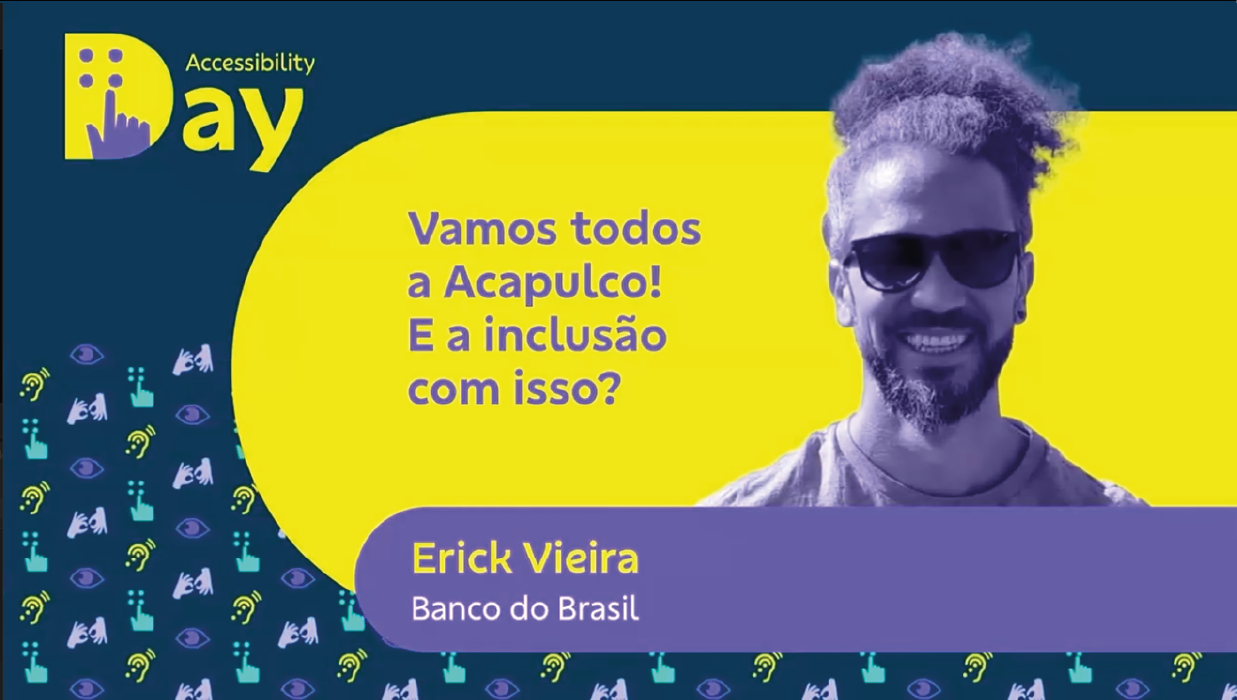 Accessibility
Day
Vamos todos
a Acapulco!
E a inclusão
com isso?
Erick Vieira
Banco do Brasil